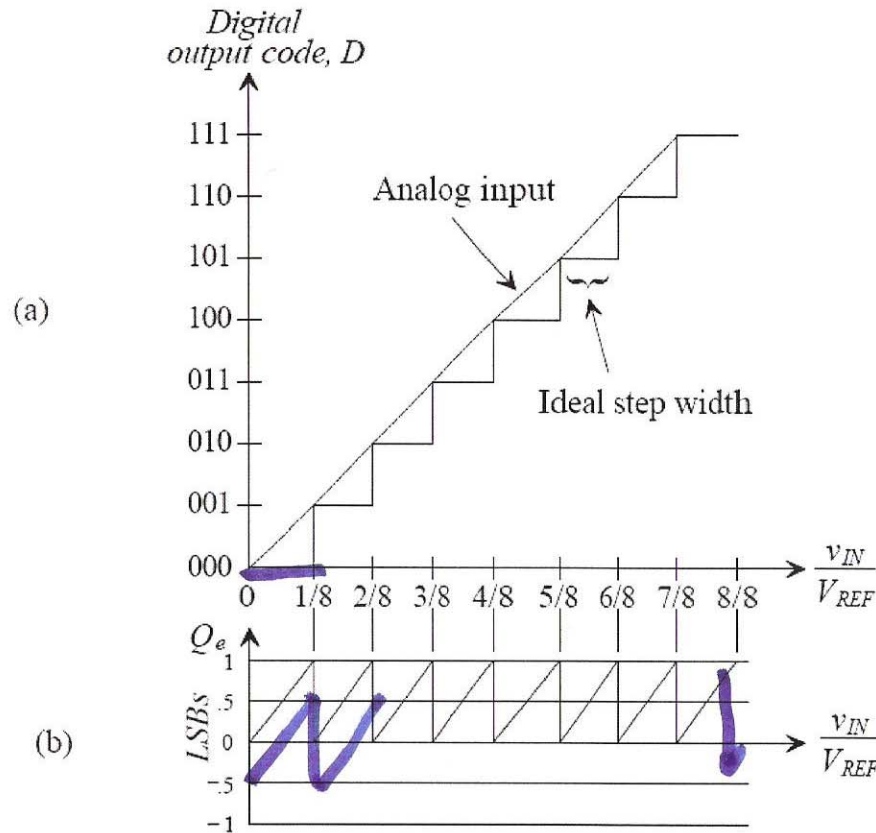 Digital
output code, D
111
110
101
100
011
010
001
000
Analog input
Ideal step width
(a)
0 1/8 2/8 3/8 4/8 5/8 6/8 7/8 8/8
v_IN
V_REF
Q_e
LSBs
1
.5
0
-.5
-1
(b)
v_IN
V_REF